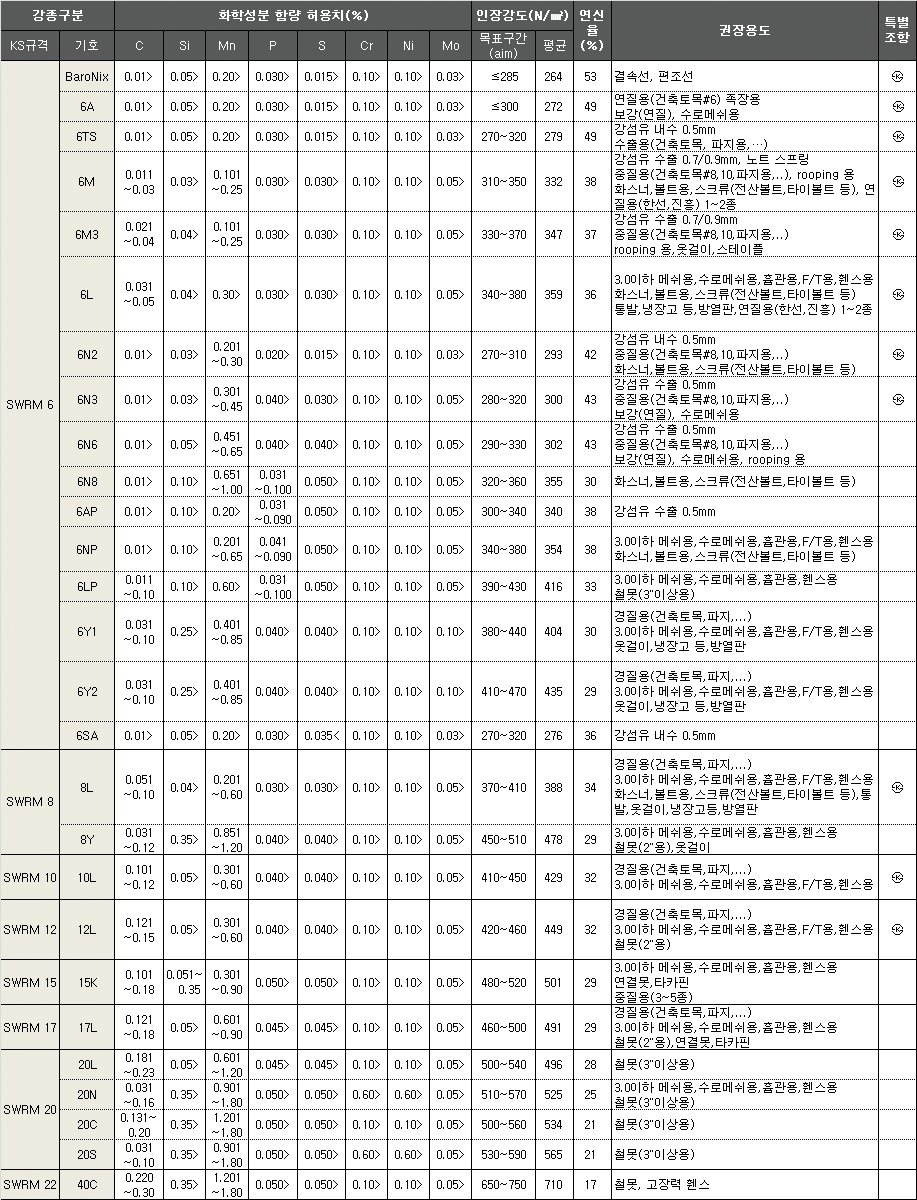 강종구분 화학성분 함량 허용치(%) 인장강도(N/㎟) 연신율(%) 권장용도 특별조항
KS규격 기호 C Si Mn P S Cr Ni Mo 목표구간(aim) 평균
SWRM 6
BaroNix 0.01> 0.05> 0.20> 0.030> 0.015> 0.10> 0.10> 0.03> ≤285 264 53 결속선, 편조선
6A 0.01> 0.05> 0.20> 0.030> 0.015> 0.10> 0.10> 0.03> ≤300 272 49 연질용(건축토목#6) 족장용
보강(연질), 수로메쉬용
6TS 0.01> 0.05> 0.20> 0.030> 0.015> 0.10> 0.10> 0.03> 270~320 279 49 강섬유 내수 0.5mm
수출용(건축토목, 파지용,…)
6M 0.011~0.03 0.03> 0.101~0.25 0.030> 0.030> 0.10> 0.10> 0.05> 310~350 332 38 강섬유 수출 0.7/0.9mm, 노트 스프링
중질용(건축토목#8,10,파지용,..), rooping 용
화스너,볼트용,스크류(전산볼트,타이볼트 등), 연
질용(한선,진흥) 1~2종
6M3 0.021~0.04 0.04> 0.101~0.25 0.030> 0.030> 0.10> 0.10> 0.05> 330~370 347 37 강섬유 수출 0.7/0.9mm
중질용(건축토목#8,10,파지용,..)
rooping 용,옷걸이,스테이플
6L 0.031~0.05 0.04> 0.30> 0.030> 0.030> 0.10> 0.10> 0.05> 340~380 359 36 3.0이하 메쉬용,수로메쉬용,흄관용,F/T용,휀스용
화스너,볼트용,스크류(전산볼트,타이볼트 등)
통발,냉장고 등,방열판,연질용(한선,진흥) 1~2종
6N2 0.01> 0.03> 0.201~0.30 0.020> 0.015> 0.10> 0.10> 0.03> 270~310 293 42 강섬유 내수 0.5mm
중질용(건축토목#8,10,파지용,..)
화스너,볼트용,스크류(전산볼트,타이볼트 등)
6N3 0.01> 0.03> 0.301~0.45 0.040> 0.030> 0.10> 0.10> 0.05> 280~320 300 43 강섬유 수출 0.5mm
중질용(건축토목#8,10,파지용,..)
보강(연질), 수로메쉬용
6N6 0.01> 0.05> 0.451~0.65 0.040> 0.040> 0.10> 0.10> 0.05> 290~330 302 43 강섬유 수출 0.5mm
중질용(건축토목#8,10,파지용,..)
보강(연질), 수로메쉬용, rooping 용
6N8 0.01> 0.10> 0.651~1.00 0.031~0.100 0.050> 0.10> 0.10> 0.05> 320~360 355 30 화스너,볼트용,스크류(전산볼트,타이볼트 등)
6AP 0.01> 0.10> 0.20> 0.031~0.090 0.050> 0.10> 0.10> 0.05> 300~340 340 38 강섬유 수출 0.5mm
6NP 0.01> 0.10> 0.201~0.65 0.041~0.090 0.050> 0.10> 0.10> 0.05> 340~380 354 38 3.0이하 메쉬용,수로메쉬용,흄관용,F/T용,휀스용
화스너,볼트용,스크류(전산볼트,타이볼트 등)
6LP 0.011~0.10 0.10> 0.60> 0.031~0.100 0.050> 0.10> 0.10> 0.05> 390~430 416 33 3.0이하 메쉬용,수로메쉬용,흄관용,휀스용
철못(3"이상용)
6Y1 0.031~0.10 0.25> 0.401~0.85 0.040> 0.040> 0.10> 0.10> 0.10> 380~440 404 30 경질용(건축토목,파지,...)
3.0이하 메쉬용,수로메쉬용,흄관용,F/T용,휀스용
옷걸이,냉장고 등,방열판
6Y2 0.031~0.10 0.25> 0.401~0.85 0.040> 0.040> 0.10> 0.10> 0.10> 410~470 435 29 경질용(건축토목,파지,...)
3.0이하 메쉬용,수로메쉬용,흄관용,F/T용,휀스용
옷걸이,냉장고 등,방열판
6SA 0.01> 0.05> 0.20> 0.030> 0.035< 0.10> 0.10> 0.03> 270~320 276 36 강섬유 내수 0.5mm
SWRM 8
8L 0.051~0.10 0.04> 0.201~0.60 0.030> 0.030> 0.10> 0.10> 0.05> 370~410 388 34 경질용(건축토목,파지,...)
3.0이하 메쉬용,수로메쉬용,흄관용,F/T용,휀스용
화스너,볼트용,스크류(전산볼트,타이볼트 등),통
발,옷걸이,냉장고등,방열판
8Y 0.031~0.12 0.35> 0.851~1.20 0.040> 0.040> 0.10> 0.10> 0.05> 450~510 478 29 3.0이하 메쉬용,수로메쉬용,흄관용,휀스용
철못(2"용),옷걸이
SWRM 10 10L 0.101~0.12 0.05> 0.301~0.60 0.040> 0.040> 0.10> 0.10> 0.05> 410~450 429 32 경질용(건축토목,파지,...)
3.0이하 메쉬용,수로메쉬용,흄관용,F/T용,휀스용
SWRM 12 12L 0.121~0.15 0.05> 0.301~0.60 0.040> 0.040> 0.10> 0.10> 0.05> 420~460 449 32 경질용(건축토목,파지,...)
3.0이하 메쉬용,수로메쉬용,흄관용,F/T용,휀스용
철못(2"용)
SWRM 15 15K 0.101~0.18 0.051~0.35 0.301~0.90 0.050> 0.050> 0.10> 0.10> 0.05> 480~520 501 29 3.0이하 메쉬용,수로메쉬용,흄관용,휀스용
연결못,타카핀
중질용(3~5종)
SWRM 17 17L 0.121~0.18 0.05> 0.601~0.90 0.045> 0.045> 0.10> 0.10> 0.05> 460~500 491 29 경질용(건축토목,파지,...)
3.0이하 메쉬용,수로메쉬용,흄관용,휀스용
철못(2"용),연결못,타카핀
SWRM 20
20L 0.181~0.23 0.05> 0.601~1.20 0.045> 0.045> 0.10> 0.10> 0.05> 500~540 496 28 철못(3"이상용)
20N 0.031~0.16 0.35> 0.901~1.80 0.050> 0.050> 0.60> 0.60> 0.05> 510~570 525 25 3.0이하 메쉬용,수로메쉬용,흄관용,휀스용
철못(3"이상용)
20C 0.131~0.20 0.35> 1.201~1.80 0.050> 0.050> 0.10> 0.10> 0.05> 500~560 534 21 철못(3"이상용)
20S 0.031~0.10 0.35> 0.901~1.80 0.050> 0.050> 0.60> 0.60> 0.05> 530~590 565 21 철못(3"이상용)
SWRM 22 40C 0.220~0.30 0.35> 1.201~1.80 0.050> 0.050> 0.10> 0.10> 0.05> 650~750 710 17 철못, 고장력 휀스